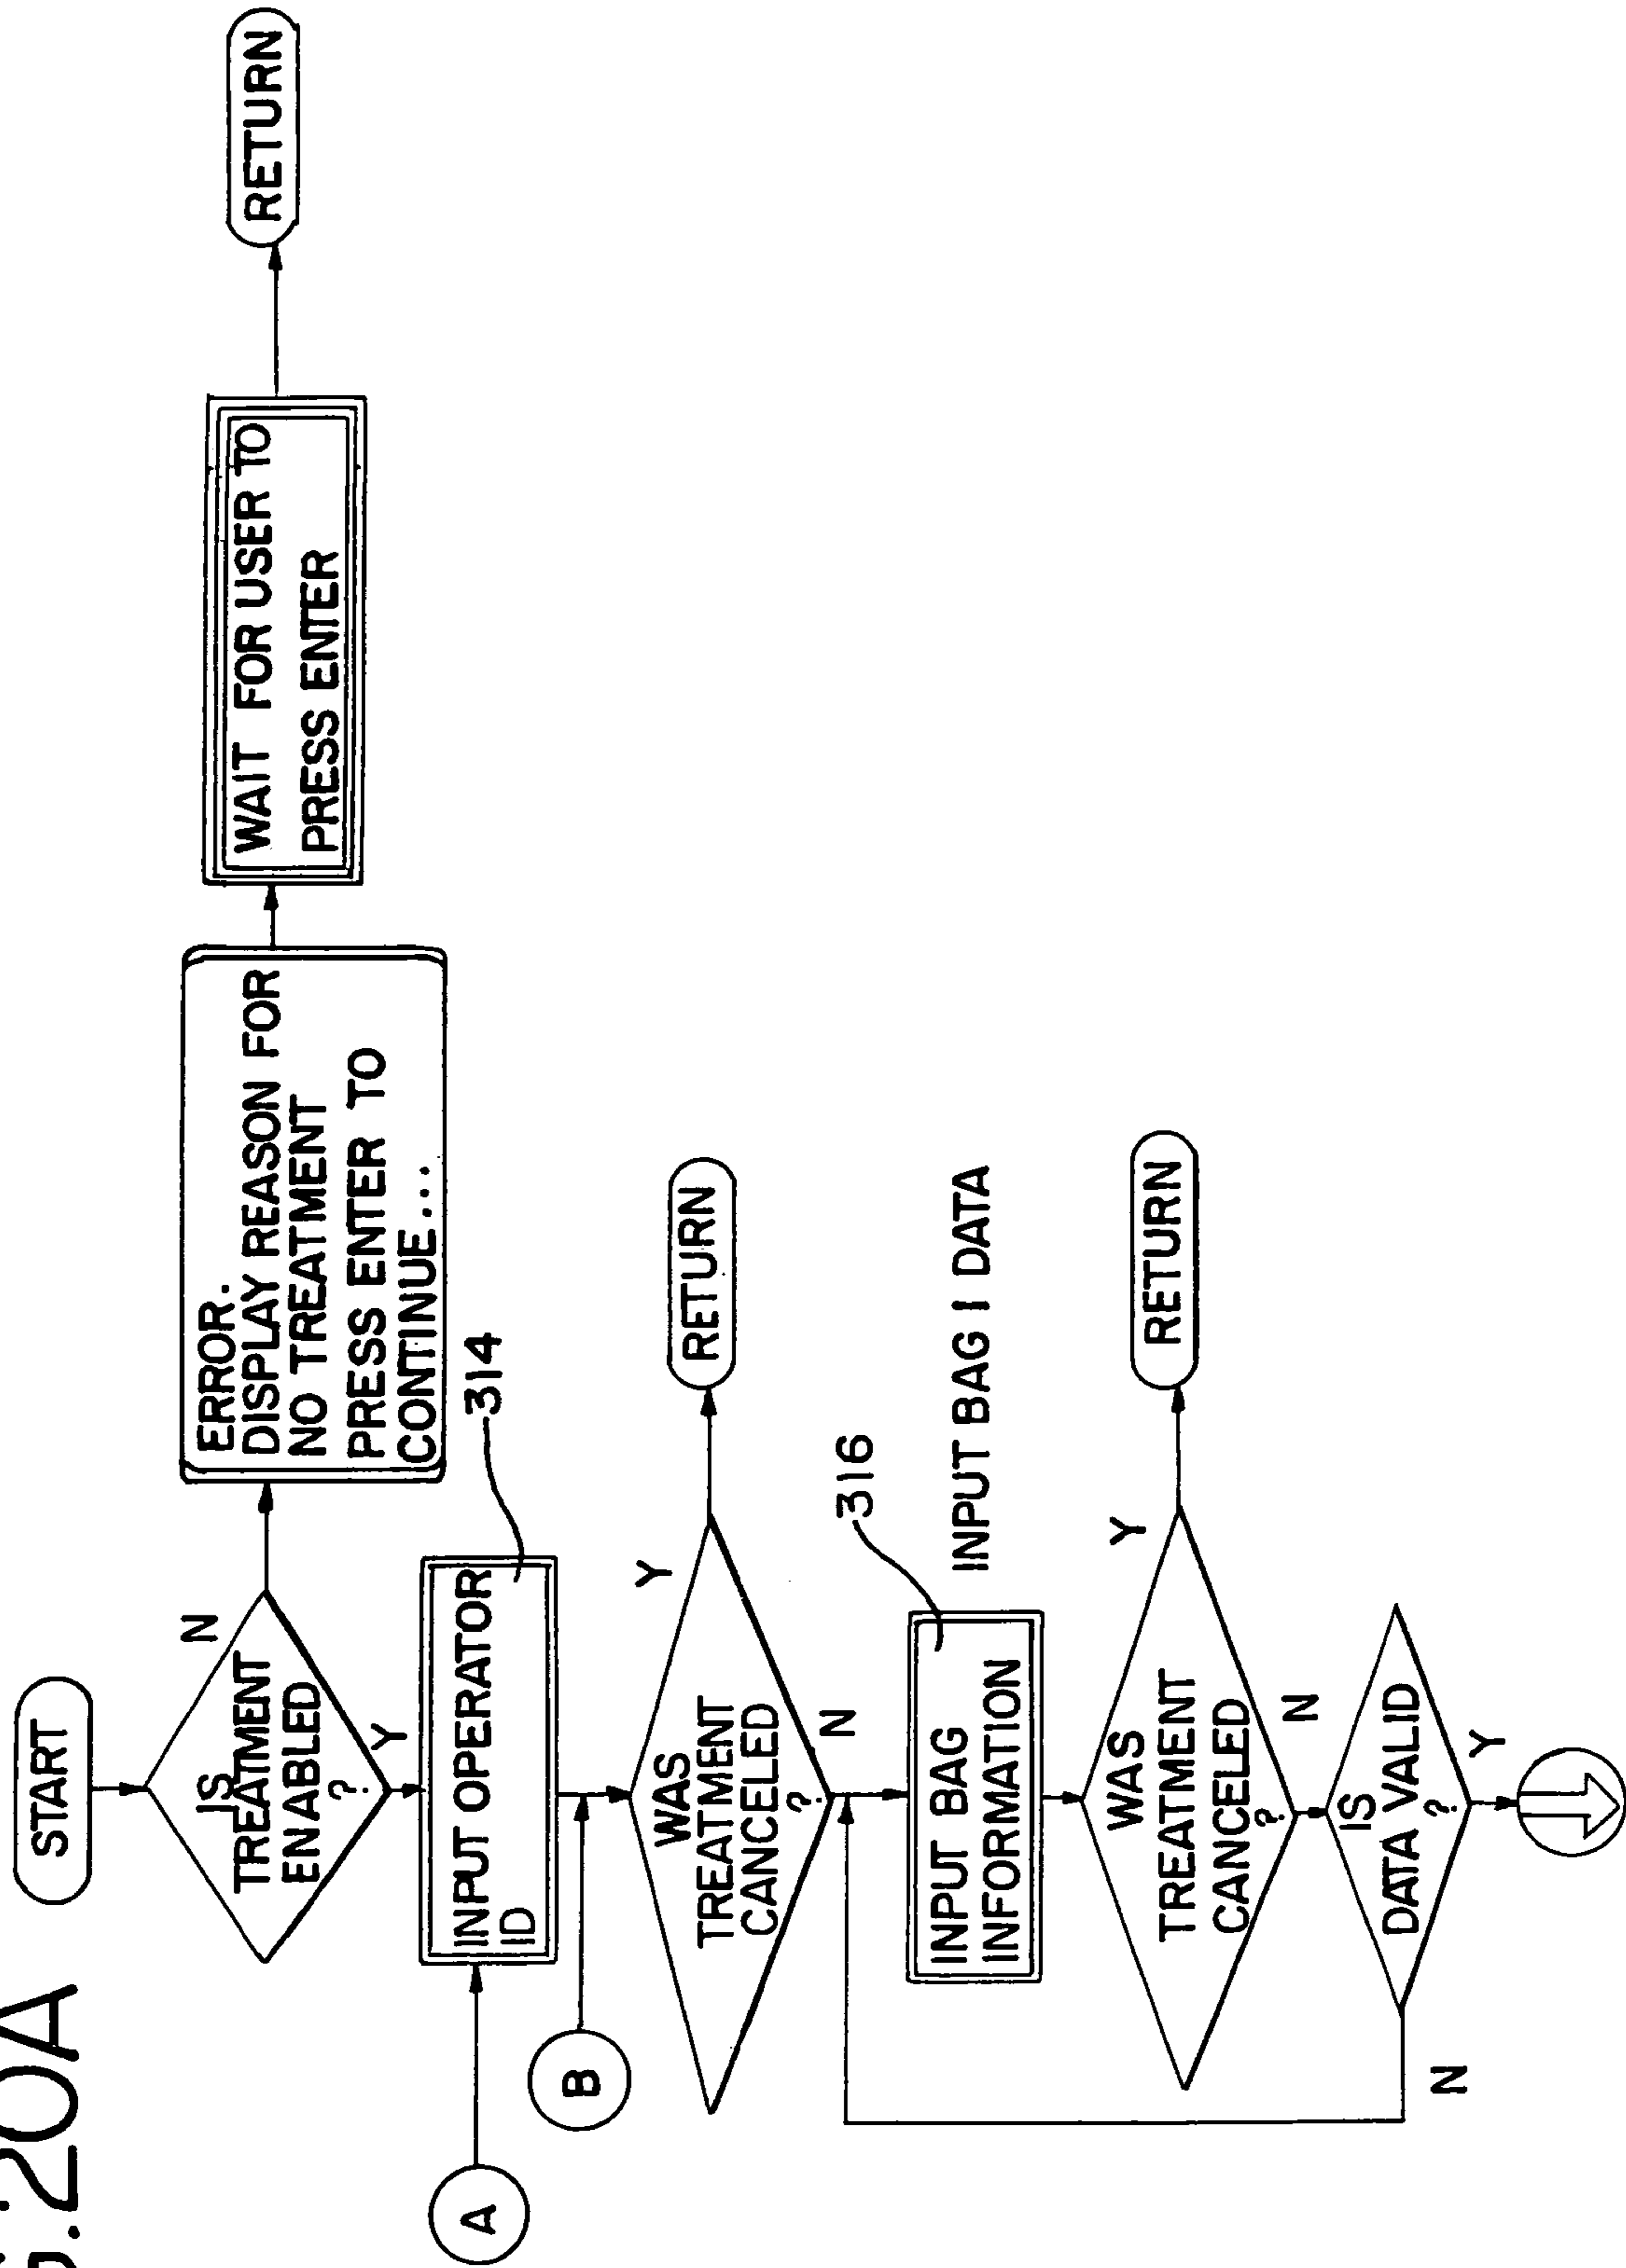 G.20A
START
IS
TREATMENT
ENABLED
?
N
Y
ERROR.
DISPLAY REASON FOR
NO TREATMENT
PRESS ENTER TO
CONTINUE....
WAIT FOR USER TO
PRESS ENTER
RETURN
A
INPUT OPERATOR
ID
314
B
WAS
TREATMENT
CANCELED
?
Y
N
RETURN
316
INPUT BAG
INFORMATION
INPUT BAG 1 DATA
WAS
TREATMENT
CANCELED
?
Y
N
RETURN
IS
DATA VALID
?
Y
N